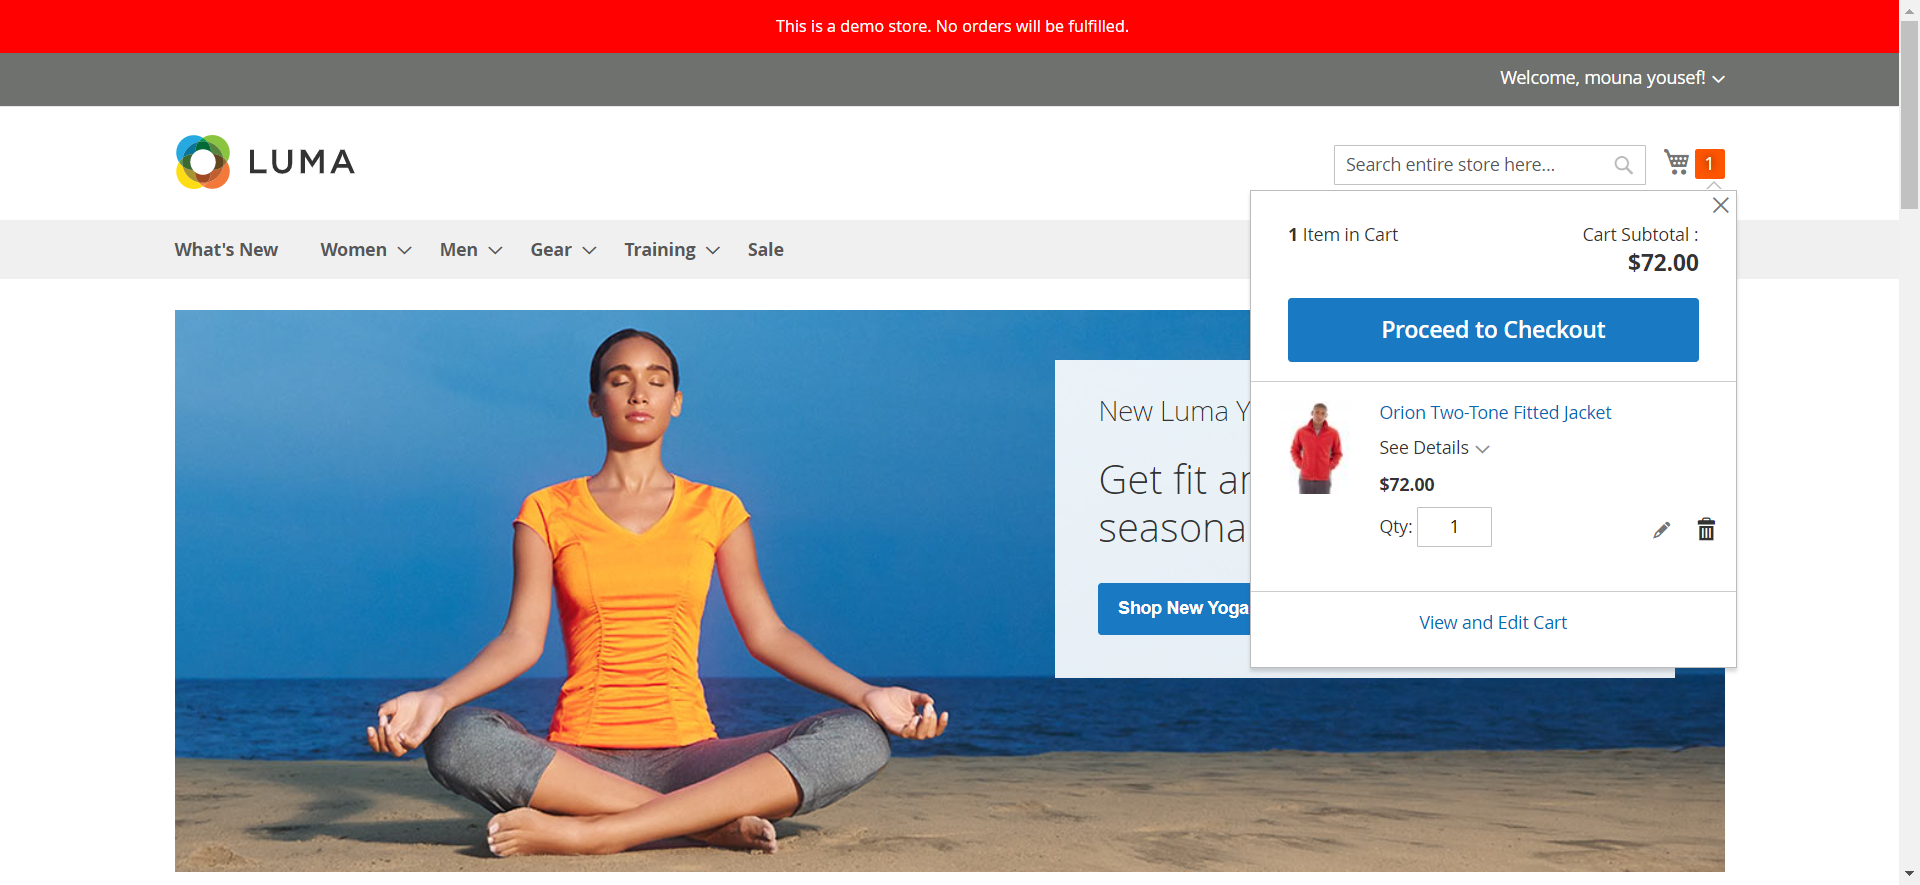 This is a demo store. No orders will be fulfilled.
Welcome, mouna yousef!
LUMA
Search entire store here...
1
What's New
Women
Men
Gear
Training
Sale
1 Item in Cart
Cart Subtotal :
$72.00
Proceed to Checkout
Orion Two-Tone Fitted Jacket
See Details
$72.00
Qty: 1
View and Edit Cart
New Luma Y
Get fit ar
seasona
Shop New Yoga